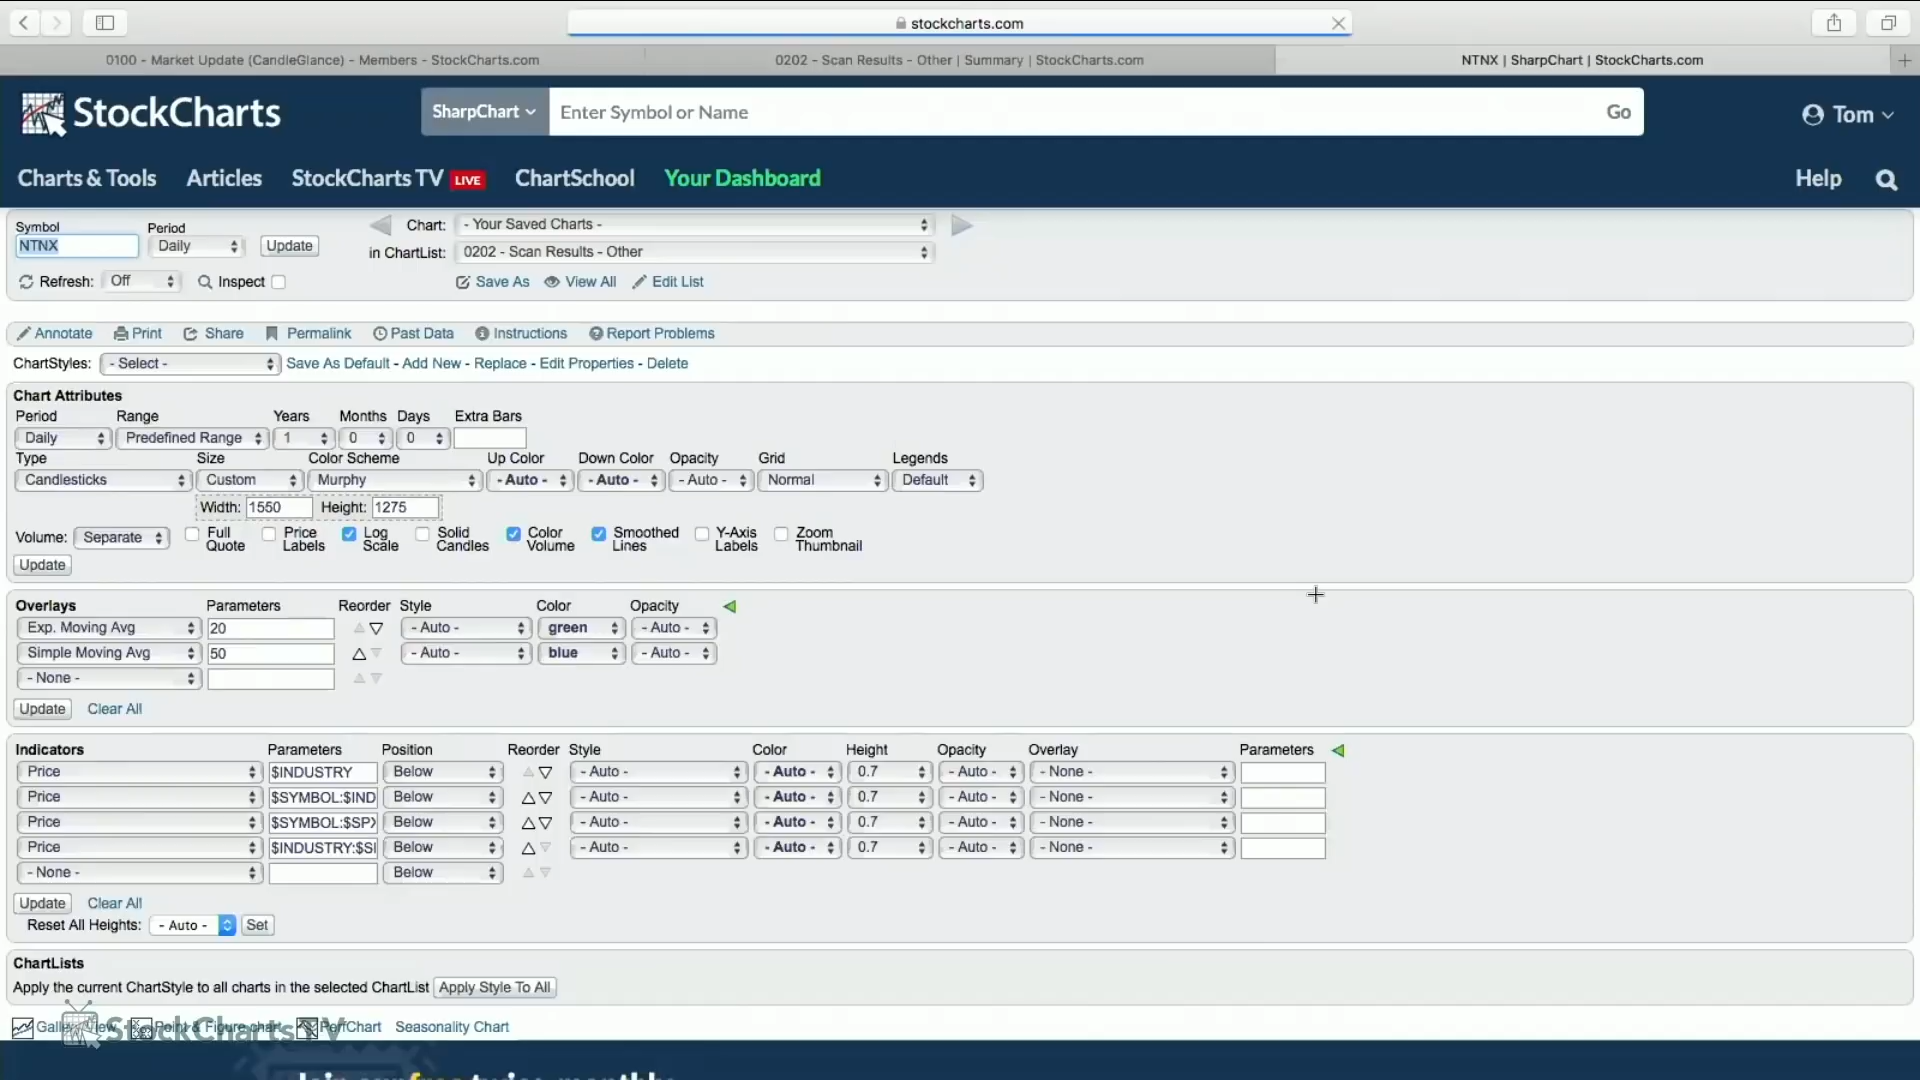 stockcharts.com
0100 - Market Update (CandleGlance) - Members - StockCharts.com
0202 - Scan Results - Other | Summary | StockCharts.com
NTNX | SharpChart | StockCharts.com
StockCharts
SharpChart
Enter Symbol or Name
Go
Tom
Charts & Tools
Articles
StockCharts TV LIVE
ChartSchool
Your Dashboard
Help
Symbol Period
NTNX Daily Update
Chart: - Your Saved Charts -
in ChartList: 0202 - Scan Results - Other
Refresh: Off Inspect
Save As View All Edit List
Annotate Print Share Permalink Past Data Instructions Report Problems
ChartStyles: - Select - Save As Default - Add New - Replace - Edit Properties - Delete
Chart Attributes
Period Range Years Months Days Extra Bars
Daily Predefined Range 1 0 0
Type Size Color Scheme Up Color Down Color Opacity Grid Legends
Candlesticks Custom Murphy - Auto - - Auto - - Auto - Normal Default
Width: 1550 Height: 1275
Volume: Separate Full Quote Price Labels Log Scale Solid Candles Color Volume Smoothed Lines Y-Axis Labels Zoom Thumbnail
Update
Overlays Parameters Reorder Style Color Opacity
Exp. Moving Avg 20 - Auto - green - Auto -
Simple Moving Avg 50 - Auto - blue - Auto -
- None -
Update Clear All
Indicators Parameters Position Reorder Style Color Height Opacity Overlay Parameters
Price $INDUSTRY Below - Auto - - Auto - 0.7 - Auto - - None -
Price $SYMBOL:$IND Below - Auto - - Auto - 0.7 - Auto - - None -
Price $SYMBOL:$SPX Below - Auto - - Auto - 0.7 - Auto - - None -
Price $INDUSTRY:$S Below - Auto - - Auto - 0.7 - Auto - - None -
- None - Below
Update Clear All
Reset All Heights: - Auto - Set
ChartLists
Apply the current ChartStyle to all charts in the selected ChartList Apply Style To All
Point & Figure chart PerfChart Seasonality Chart
StockCharts TV